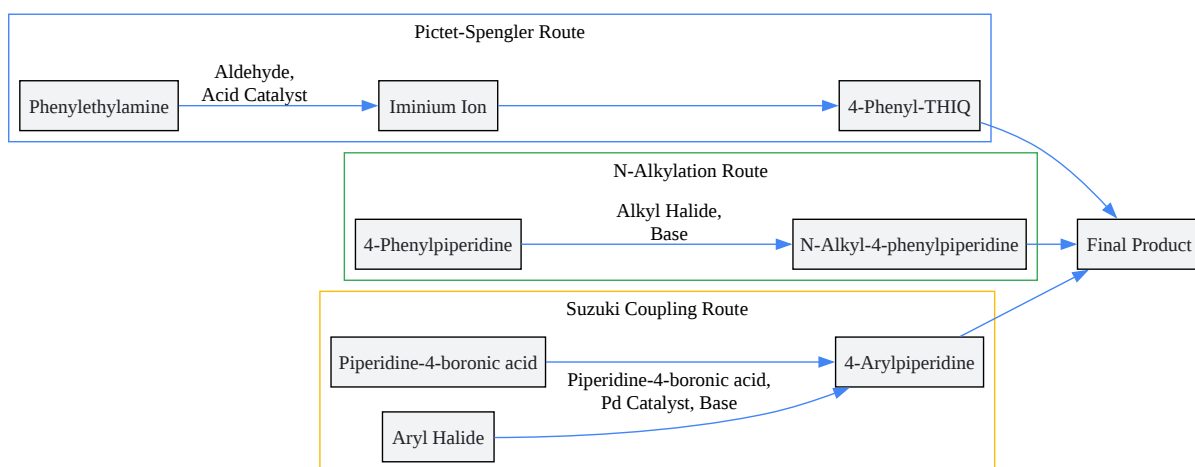 Pictet-Spengler Route
Aldehyde,
Acid Catalyst
Phenylethylamine
Iminium Ion
4-Phenyl-THIQ
N-Alkylation Route
Alkyl Halide,
Base
4-Phenylpiperidine
N-Alkyl-4-phenylpiperidine
Final Product
Suzuki Coupling Route
Piperidine-4-boronic acid
4-Arylpiperidine
Piperidine-4-boronic acid,
Pd Catalyst, Base
Aryl Halide